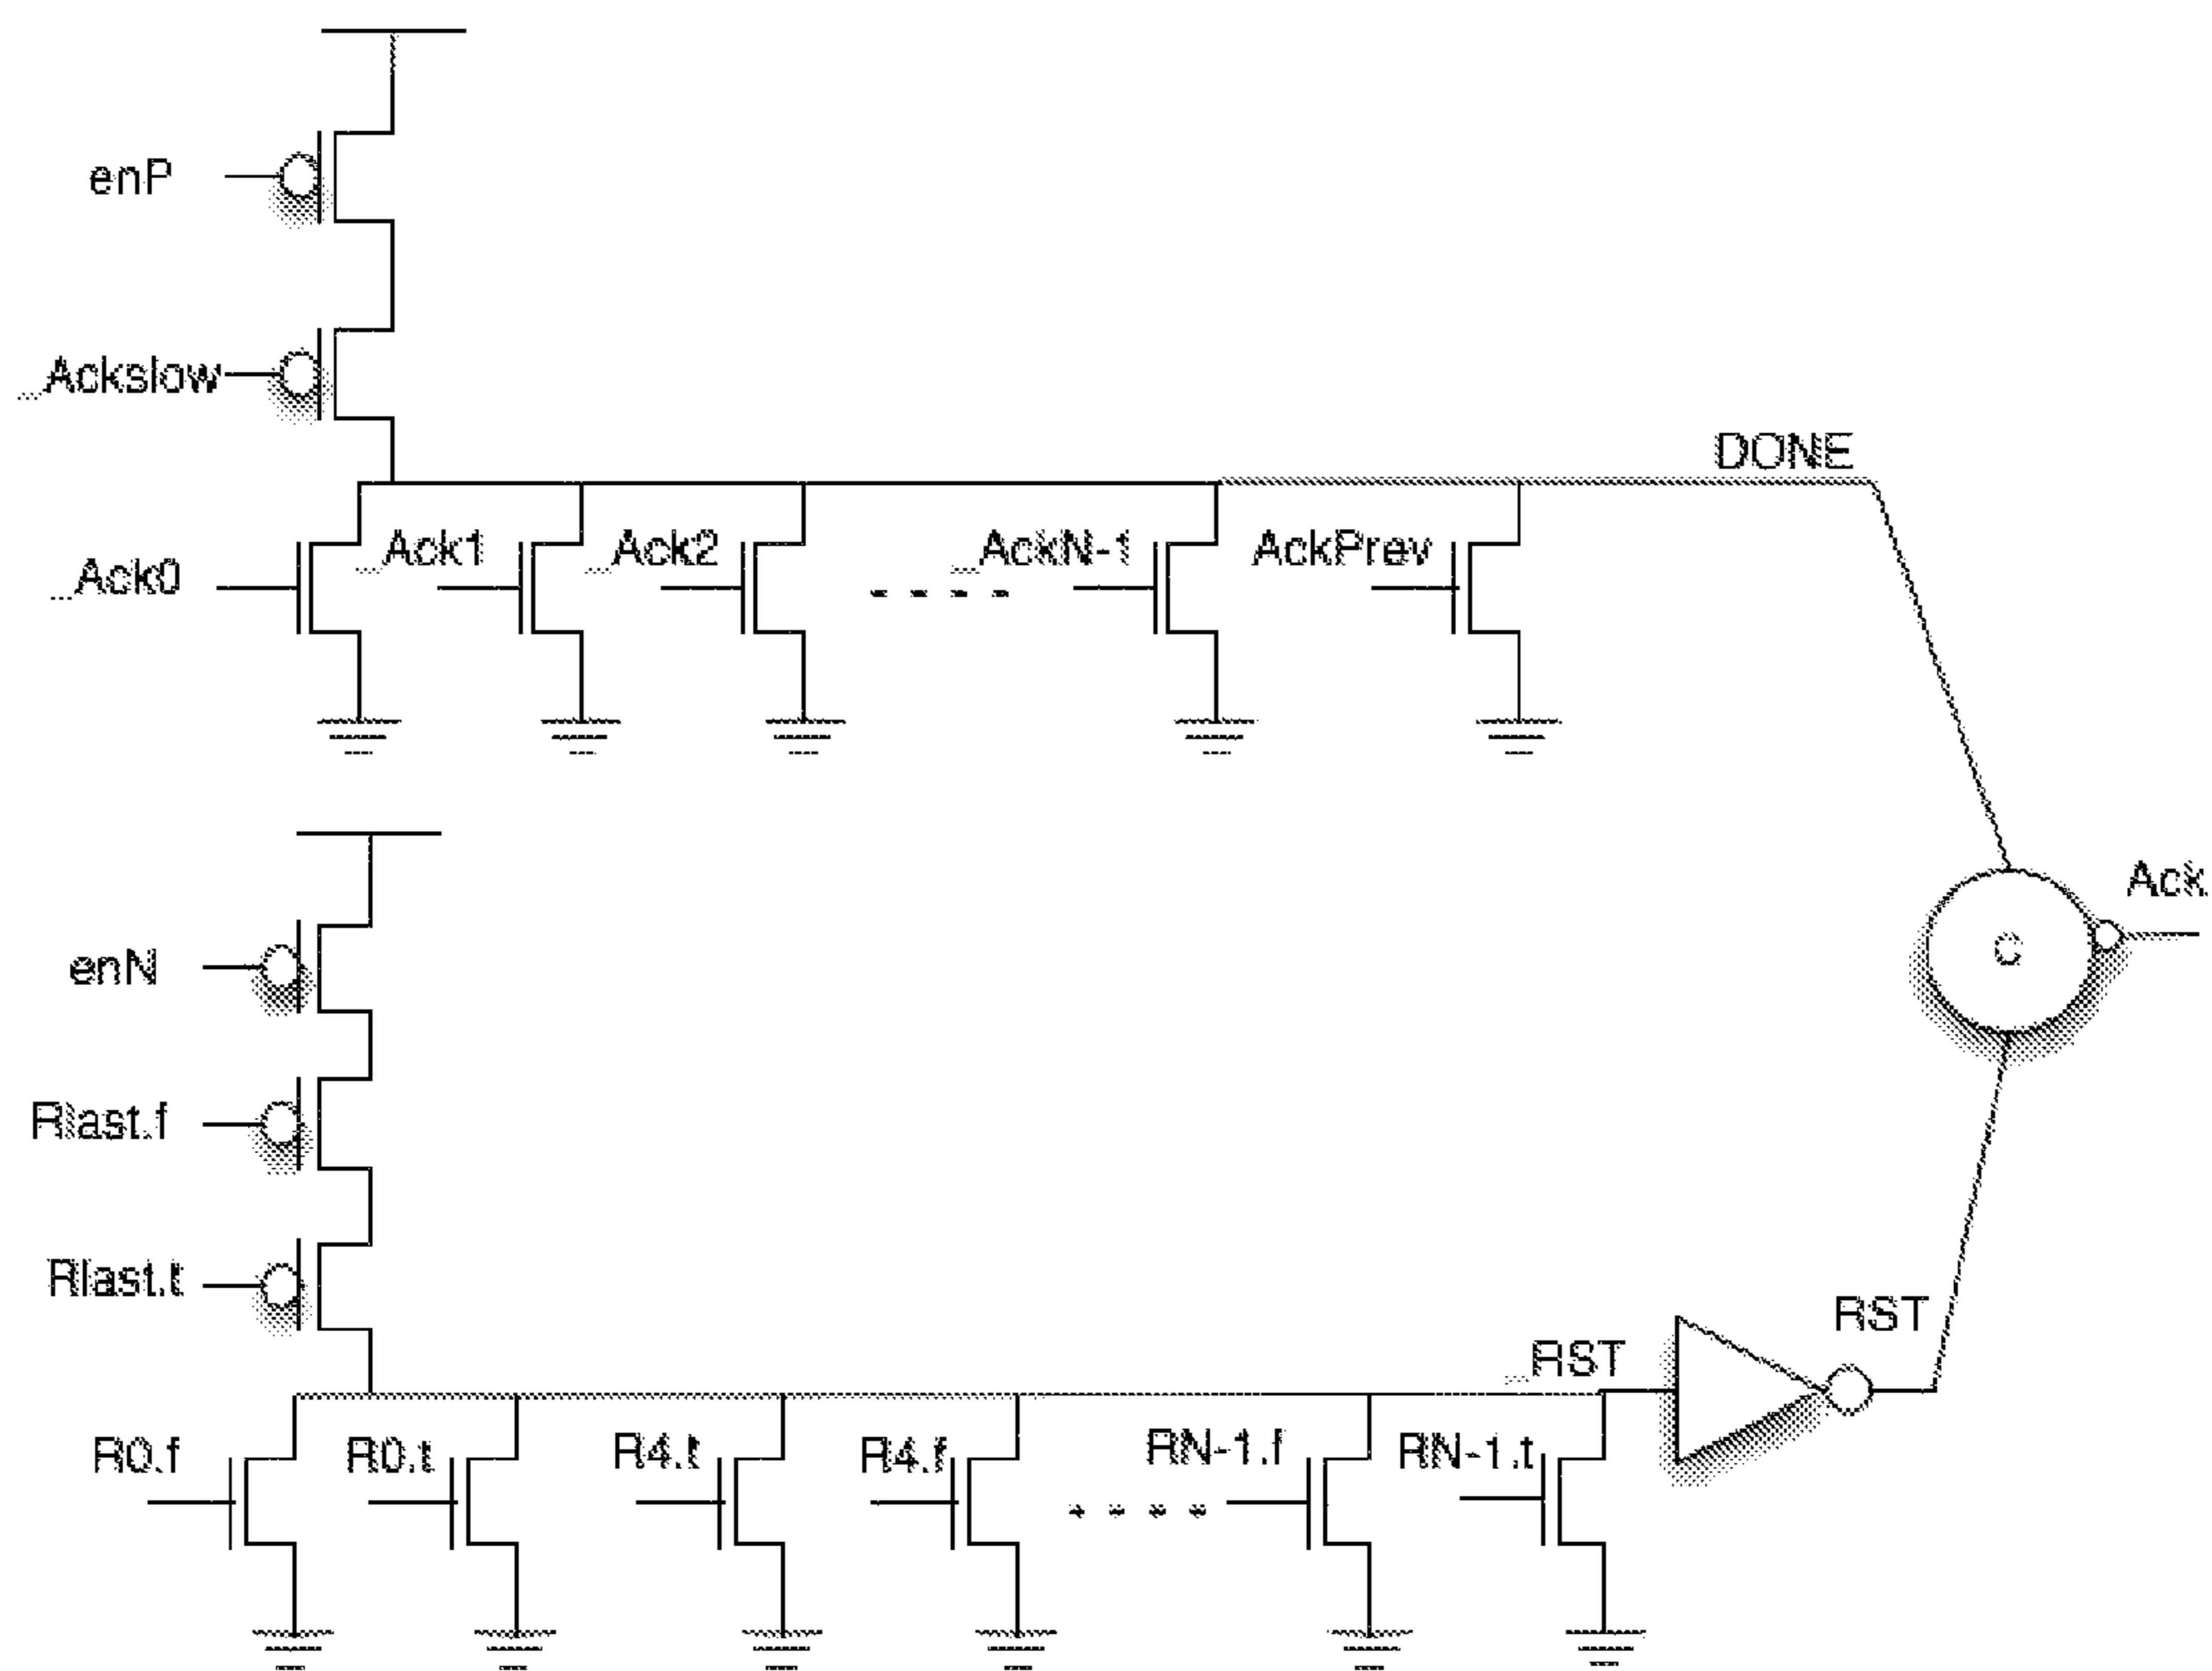 enP
_Ackslow
DONE
_Ack0
_Ack1
_Ack2
_AckN-1
AckPrev
Ack
C
enN
Rlast.f
Rlast.t
_RST
RST
R0.f
R0.t
R4.t
R4.f
RN-1.f
RN-1.t